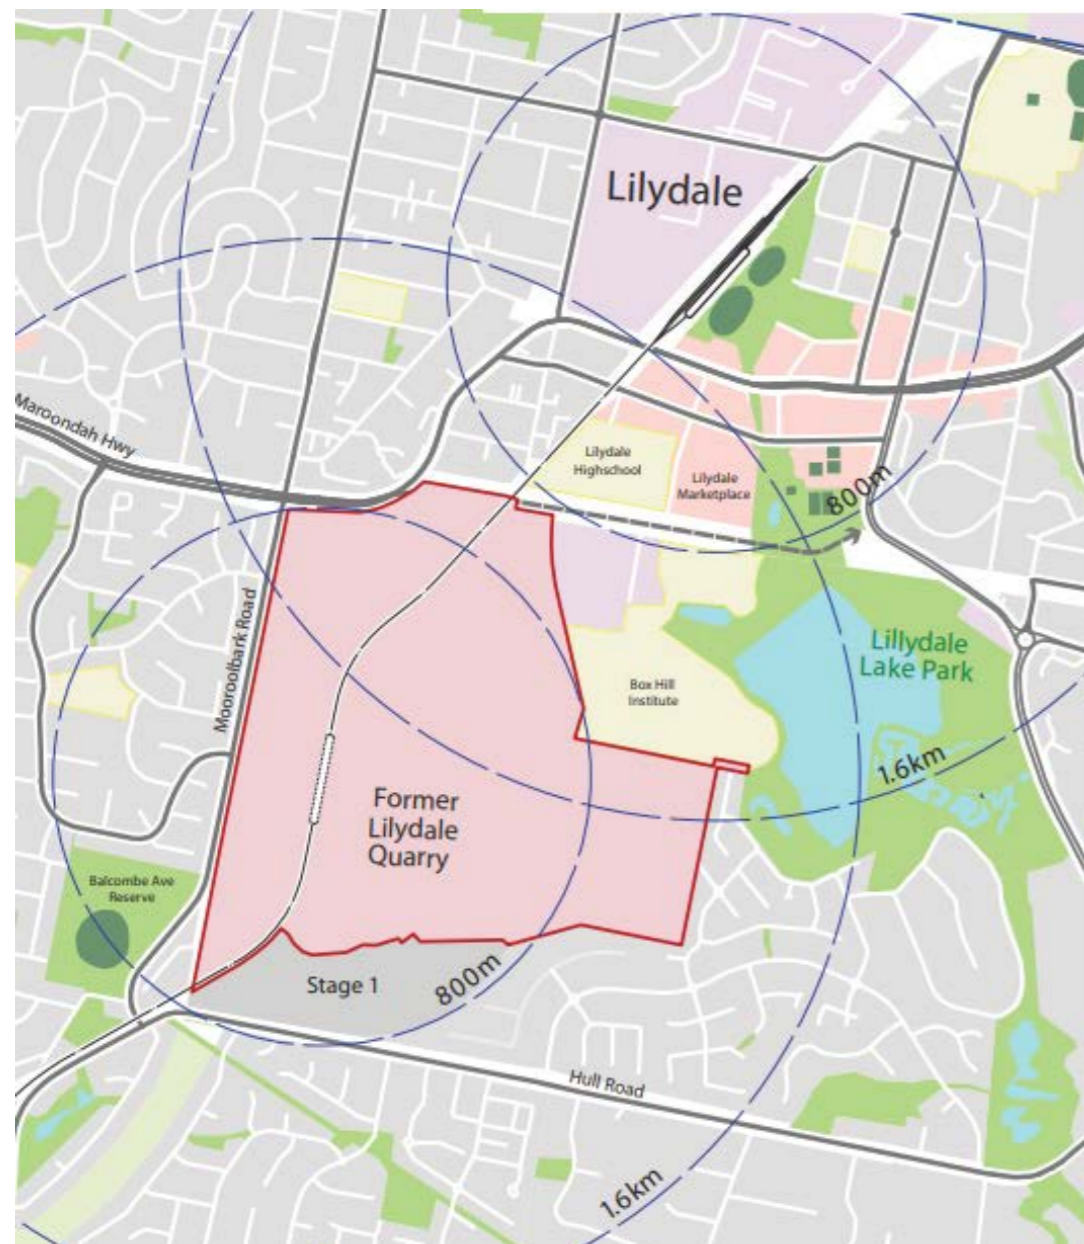 Lilydale
Maroondah Hwy
Lilydale
Highschool
Lilydale
Marketplace
800m
Mooroolbark Road
Lillydale
Lake Park
Box Hill
Institute
1.6km
Former
Lilydale
Quarry
Balcombe Ave
Reserve
Stage 1
800m
Hull Road
1.6km